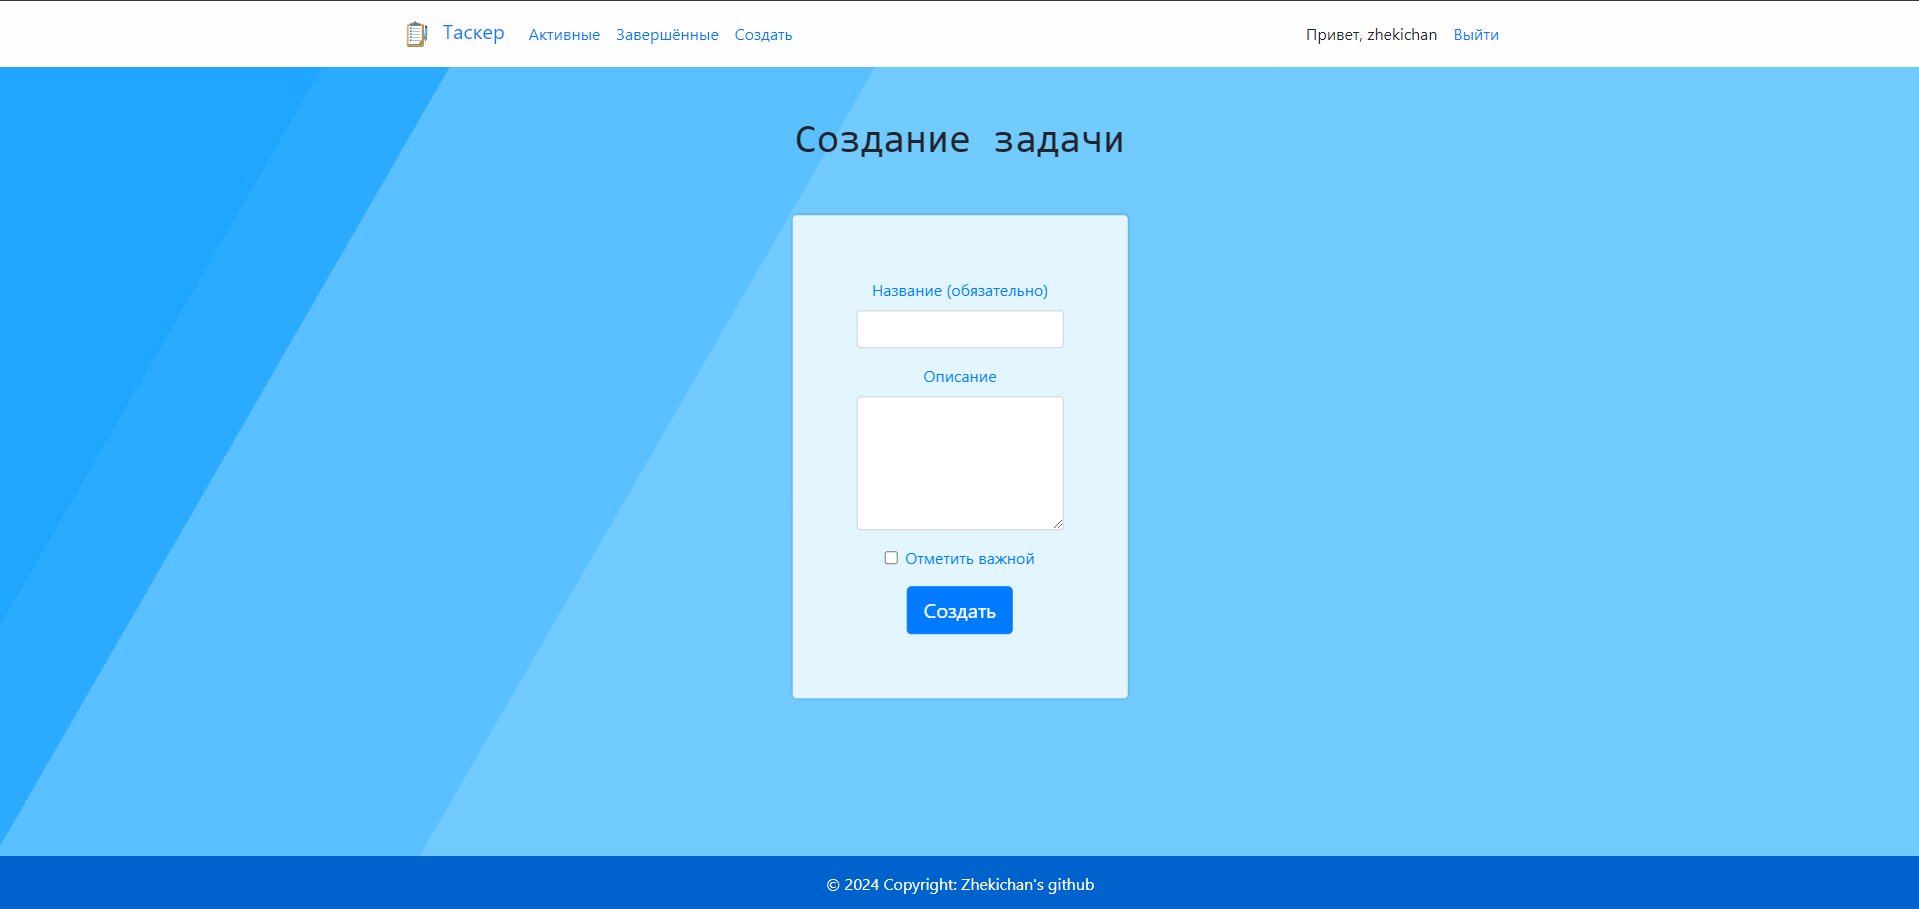 Таскер Активные Завершённые Создать Привет, zhekichan Выйти
Создание задачи
Название (обязательно)
Описание
Отметить важной
Создать
© 2024 Copyright: Zhekichan's github